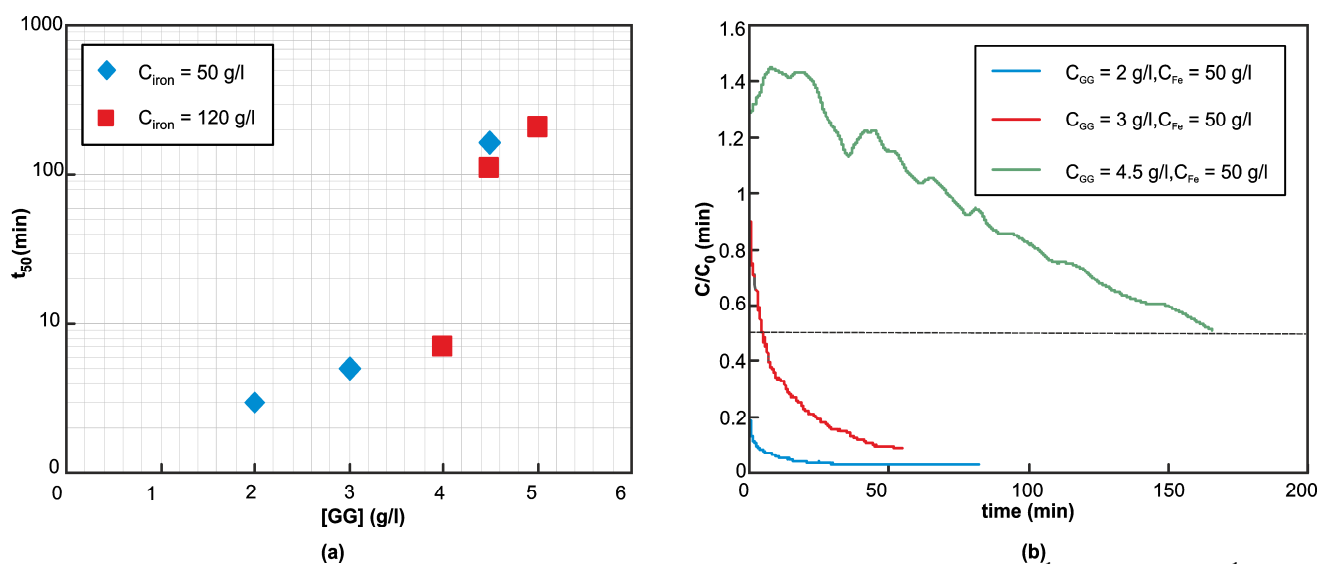 1000
100
10
0
t50(min)
0 1 2 3 4 5 6
[GG] (g/l)
Ciron = 50 g/l
Ciron = 120 g/l
(a)
1.6
1.4
1.2
1
0.8
0.6
0.4
0.2
0
C/C0 (min)
0 50 100 150 200
time (min)
CGG = 2 g/l,CFe = 50 g/l
CGG = 3 g/l,CFe = 50 g/l
CGG = 4.5 g/l,CFe = 50 g/l
(b)